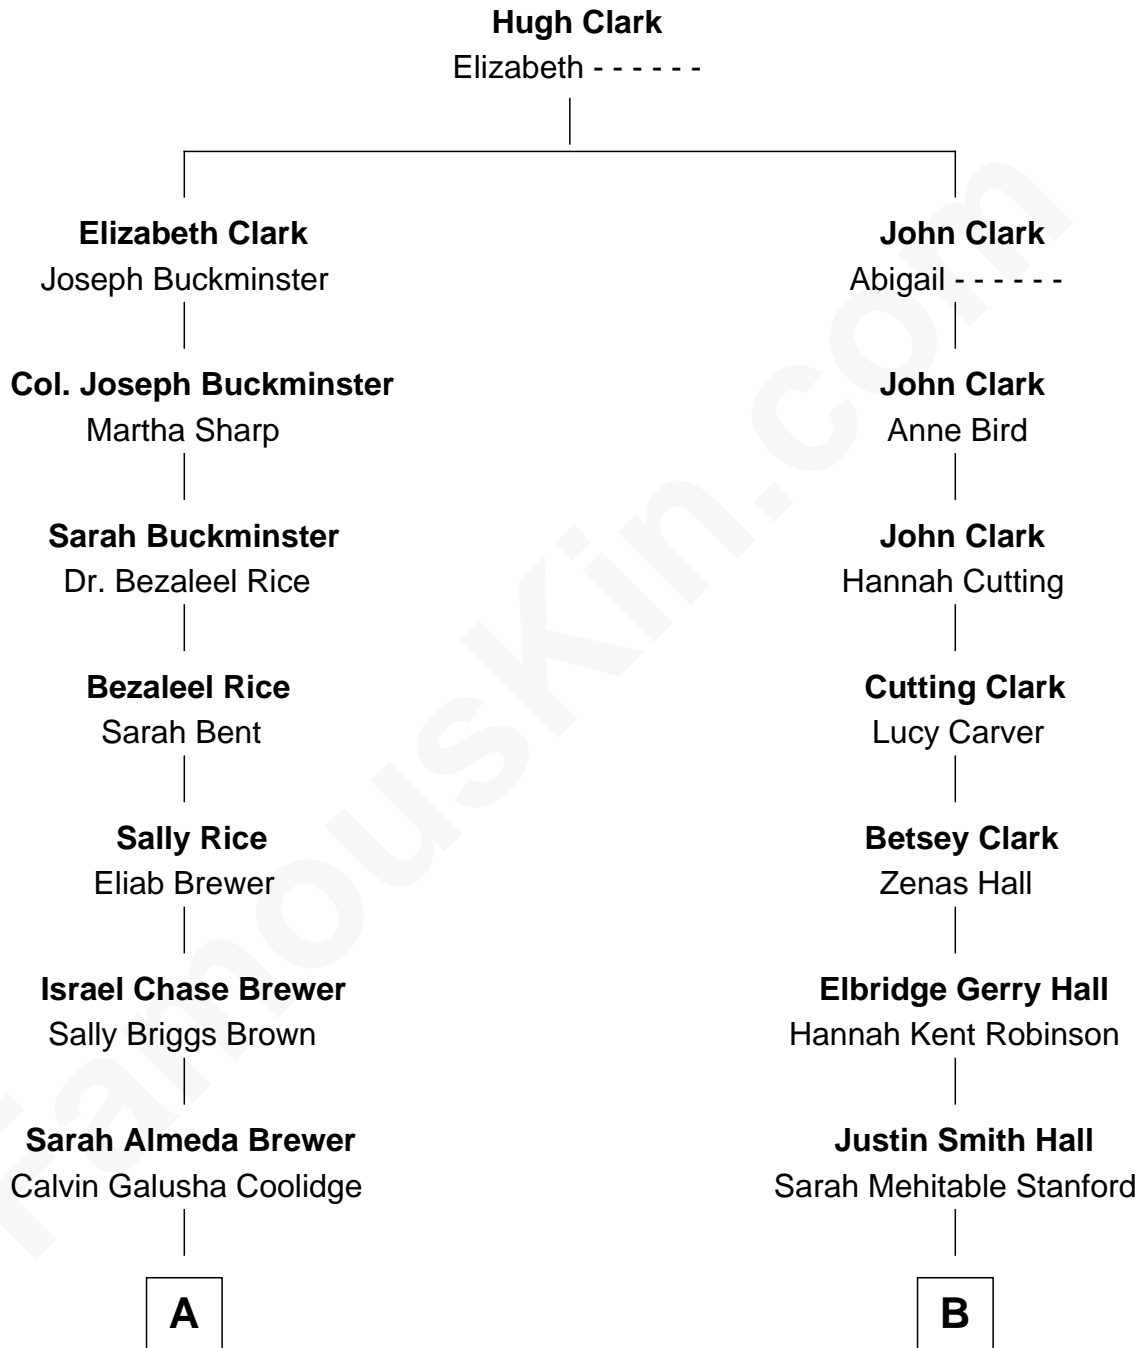 Hugh Clark
Elizabeth - - - - - -
Elizabeth Clark
Joseph Buckminster
John Clark
Abigail - - - - - -
Col. Joseph Buckminster
Martha Sharp
John Clark
Anne Bird
Sarah Buckminster
Dr. Bezaleel Rice
John Clark
Hannah Cutting
Bezaleel Rice
Sarah Bent
Cutting Clark
Lucy Carver
Sally Rice
Eliab Brewer
Betsey Clark
Zenas Hall
Israel Chase Brewer
Sally Briggs Brown
Elbridge Gerry Hall
Hannah Kent Robinson
Sarah Almeda Brewer
Calvin Galusha Coolidge
Justin Smith Hall
Sarah Mehitable Stanford
A
B
FamousKin.com